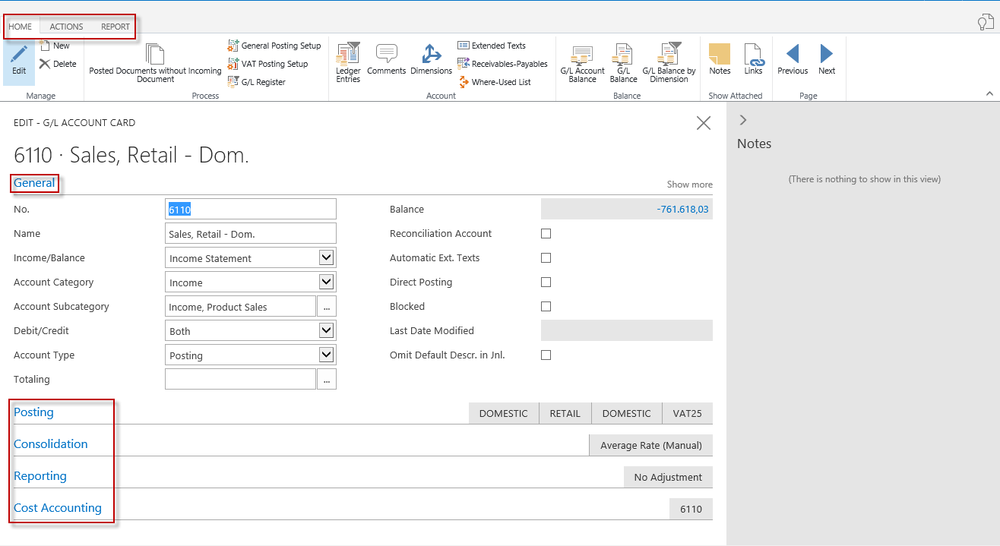 HOME ACTIONS REPORT
Edit
New
Delete
Manage
Posted Documents without Incoming
Document
General Posting Setup
VAT Posting Setup
G/L Register
Process
Ledger
Entries
Comments
Dimensions
Extended Texts
Receivables-Payables
Where-Used List
Account
G/L Account
Balance
G/L
Balance
G/L Balance by
Dimension
Balance
Notes
Links
Show Attached
Previous
Next
Page
EDIT - G/L ACCOUNT CARD
6110 · Sales, Retail - Dom.
General
Show more
No. 6110
Name Sales, Retail - Dom.
Income/Balance Income Statement
Account Category Income
Account Subcategory Income, Product Sales ...
Debit/Credit Both
Account Type Posting
Totaling ...
Balance -761.618,03
Reconciliation Account
Automatic Ext. Texts
Direct Posting
Blocked
Last Date Modified
Omit Default Descr. in Jnl.
Posting DOMESTIC RETAIL DOMESTIC VAT25
Consolidation Average Rate (Manual)
Reporting No Adjustment
Cost Accounting 6110
Notes
(There is nothing to show in this view)